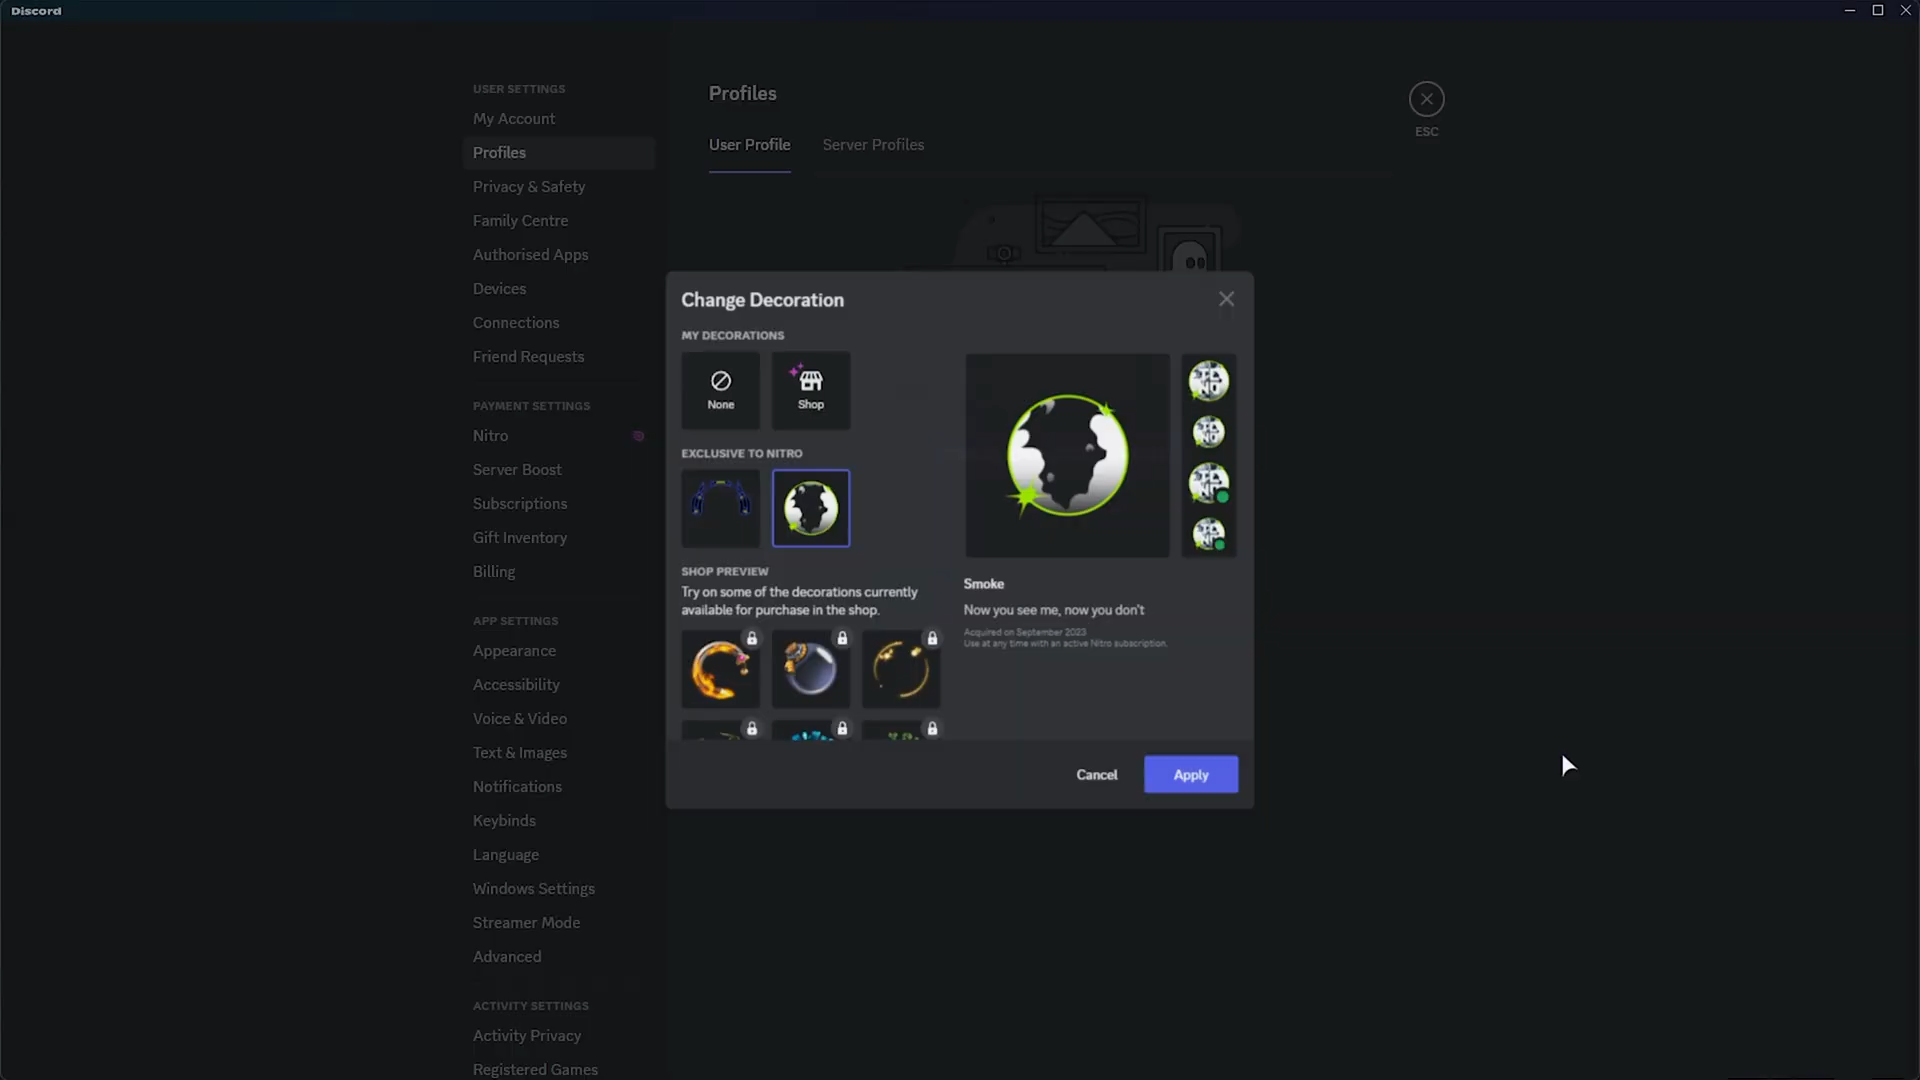 Discord
USER SETTINGS
My Account
Profiles
Privacy & Safety
Family Centre
Authorised Apps
Devices
Connections
Friend Requests
PAYMENT SETTINGS
Nitro
Server Boost
Subscriptions
Gift Inventory
Billing
APP SETTINGS
Appearance
Accessibility
Voice & Video
Text & Images
Notifications
Keybinds
Language
Windows Settings
Streamer Mode
Advanced
ACTIVITY SETTINGS
Activity Privacy
Registered Games
Profiles
User Profile
Server Profiles
ESC
Change Decoration
MY DECORATIONS
None
Shop
EXCLUSIVE TO NITRO
SHOP PREVIEW
Try on some of the decorations currently
available for purchase in the shop.
Smoke
Now you see me, now you don't
Acquired on September 2023
Use at any time with an active Nitro subscription.
Cancel
Apply